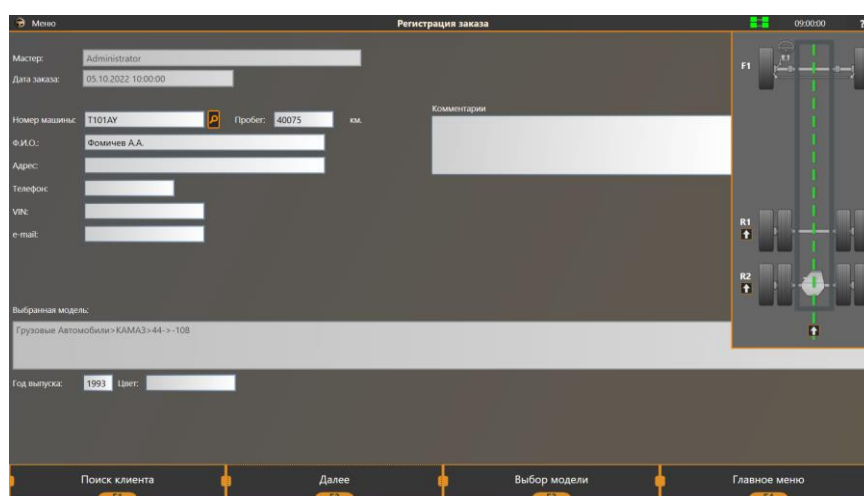 Меню Регистрация заказа 09:00:00 ?
Мастер: Administrator
Дата заказа: 05.10.2022 10:00:00
Номер машины: T101AY Пробег: 40075 км.
Комментарии
Ф.И.О.: Фомичев А.А.
Адрес:
Телефон:
VIN:
e-mail:
F1
R1
R2
Выбранная модель:
Грузовые Автомобили>КАМАЗ>44->-108
Год выпуска: 1993 Цвет:
Поиск клиента Далее Выбор модели Главное меню